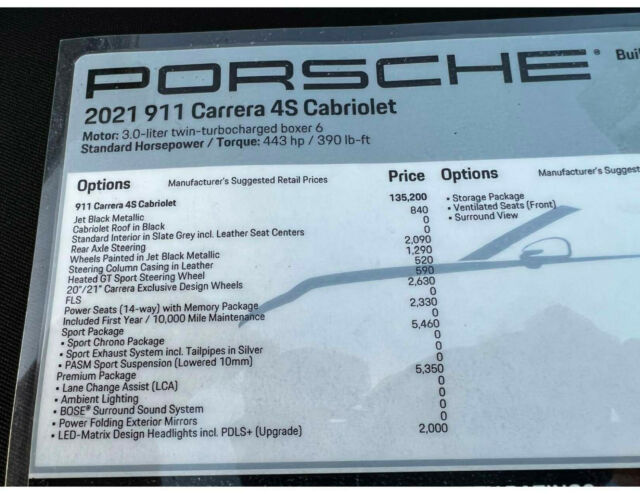 PORSCHE®
2021 911 Carrera 4S Cabriolet
Motor: 3.0-liter twin-turbocharged boxer 6
Standard Horsepower / Torque: 443 hp / 390 lb-ft
Options Manufacturer's Suggested Retail Prices Price
911 Carrera 4S Cabriolet 135,200
Jet Black Metallic 840
Cabriolet Roof in Black 0
Standard Interior in Slate Grey incl. Leather Seat Centers 0
Rear Axle Steering 2,090
Wheels Painted in Jet Black Metallic 1,290
Steering Column Casing in Leather 520
Heated GT Sport Steering Wheel 590
20"/21" Carrera Exclusive Design Wheels 2,630
FLS 0
Power Seats (14-way) with Memory Package 2,330
Included First Year / 10,000 Mile Maintenance 0
Sport Package 5,460
• Sport Chrono Package 0
• Sport Exhaust System incl. Tailpipes in Silver 0
• PASM Sport Suspension (Lowered 10mm) 0
Premium Package 5,350
• Lane Change Assist (LCA) 0
• Ambient Lighting 0
• BOSE® Surround Sound System 0
• Power Folding Exterior Mirrors 0
• LED-Matrix Design Headlights incl. PDLS+ (Upgrade) 2,000
Bui
Options Manufacturer's Suggest
• Storage Package
• Ventilated Seats (Front)
• Surround View